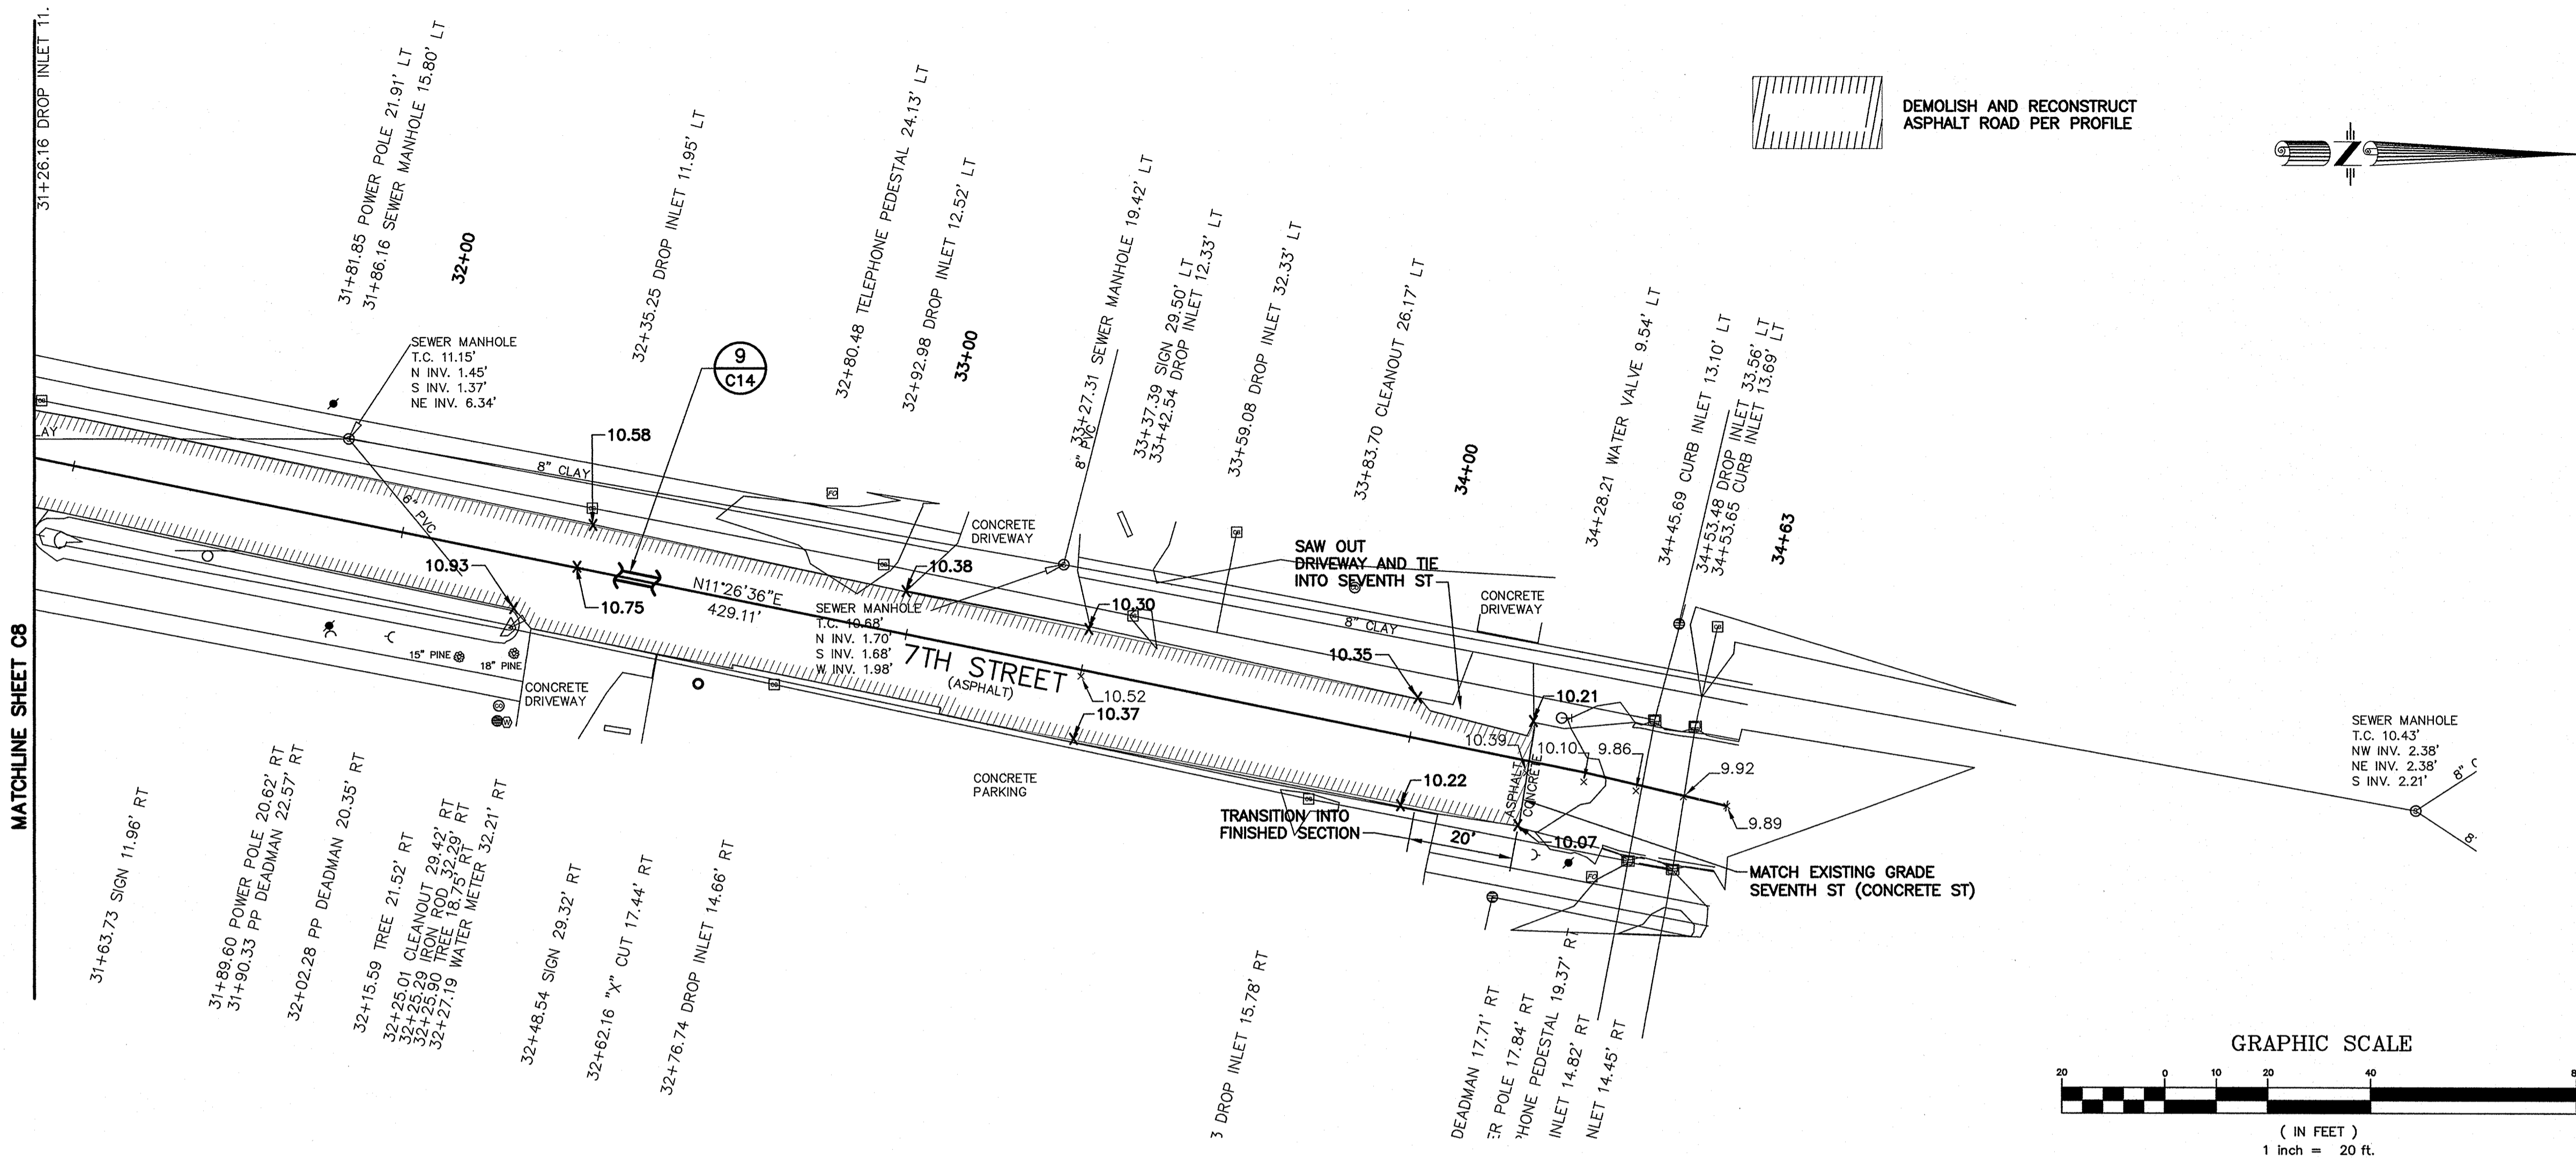 31+26.16 DROP INLET 11.
31+81.85 POWER POLE 21.91' LT
31+86.16 SEWER MANHOLE 15.80' LT
32+00
32+35.25 DROP INLET 11.95' LT
32+80.48 TELEPHONE PEDESTAL 24.13' LT
32+92.98 DROP INLET 12.52' LT
33+00
33+27.31 SEWER MANHOLE 19.42' LT
33+37.39 SIGN 29.50' LT
33+42.54 DROP INLET 12.33' LT
33+59.08 DROP INLET 32.33' LT
33+83.70 CLEANOUT 26.17' LT
34+00
34+28.21 WATER VALVE 9.54' LT
34+45.69 CURB INLET 13.10' LT
34+53.48 DROP INLET 33.56' LT
34+53.65 CURB INLET 13.69' LT
34+63
DEMOLISH AND RECONSTRUCT
ASPHALT ROAD PER PROFILE
SEWER MANHOLE
T.C. 11.15'
N INV. 1.45'
S INV. 1.37'
NE INV. 6.34'
9
C14
10.58
8" CLAY
6" PVC
8" PVC
FO
CONCRETE
DRIVEWAY
10.38
10.93
10.75
N11°26'36"E
429.11'
SEWER MANHOLE
T.C. 10.68'
N INV. 1.70'
S INV. 1.68'
W INV. 1.98'
10.30
7TH STREET
(ASPHALT)
10.52
10.37
SAW OUT
DRIVEWAY AND TIE
INTO SEVENTH ST
CONCRETE
DRIVEWAY
8" CLAY
10.35
10.21
10.39
10.10
9.86
9.92
9.89
ASPHALT
CONCRETE
10.22
10.07
TRANSITION INTO
FINISHED SECTION
20'
FO
MATCH EXISTING GRADE
SEVENTH ST (CONCRETE ST)
SEWER MANHOLE
T.C. 10.43'
NW INV. 2.38'
NE INV. 2.38'
S INV. 2.21'
8" C
8"
LAY
15" PINE
18" PINE
CO
W
CONCRETE
DRIVEWAY
CONCRETE
PARKING
MATCHLINE SHEET C8
31+63.73 SIGN 11.96' RT
31+89.60 POWER POLE 20.62' RT
31+90.33 PP DEADMAN 22.57' RT
32+02.28 PP DEADMAN 20.35' RT
32+15.59 TREE 21.52' RT
32+25.01 CLEANOUT 29.42' RT
32+25.29 IRON ROD 32.29' RT
32+25.90 TREE 18.75' RT
32+27.19 WATER METER 32.21' RT
32+48.54 SIGN 29.32' RT
32+62.16 "X" CUT 17.44' RT
32+76.74 DROP INLET 14.66' RT
3 DROP INLET 15.78' RT
DEADMAN 17.71' RT
ER POLE 17.84' RT
PHONE PEDESTAL 19.37' RT
INLET 14.82' RT
NLET 14.45' RT
GRAPHIC SCALE
20 0 10 20 40 8
( IN FEET )
1 inch = 20 ft.